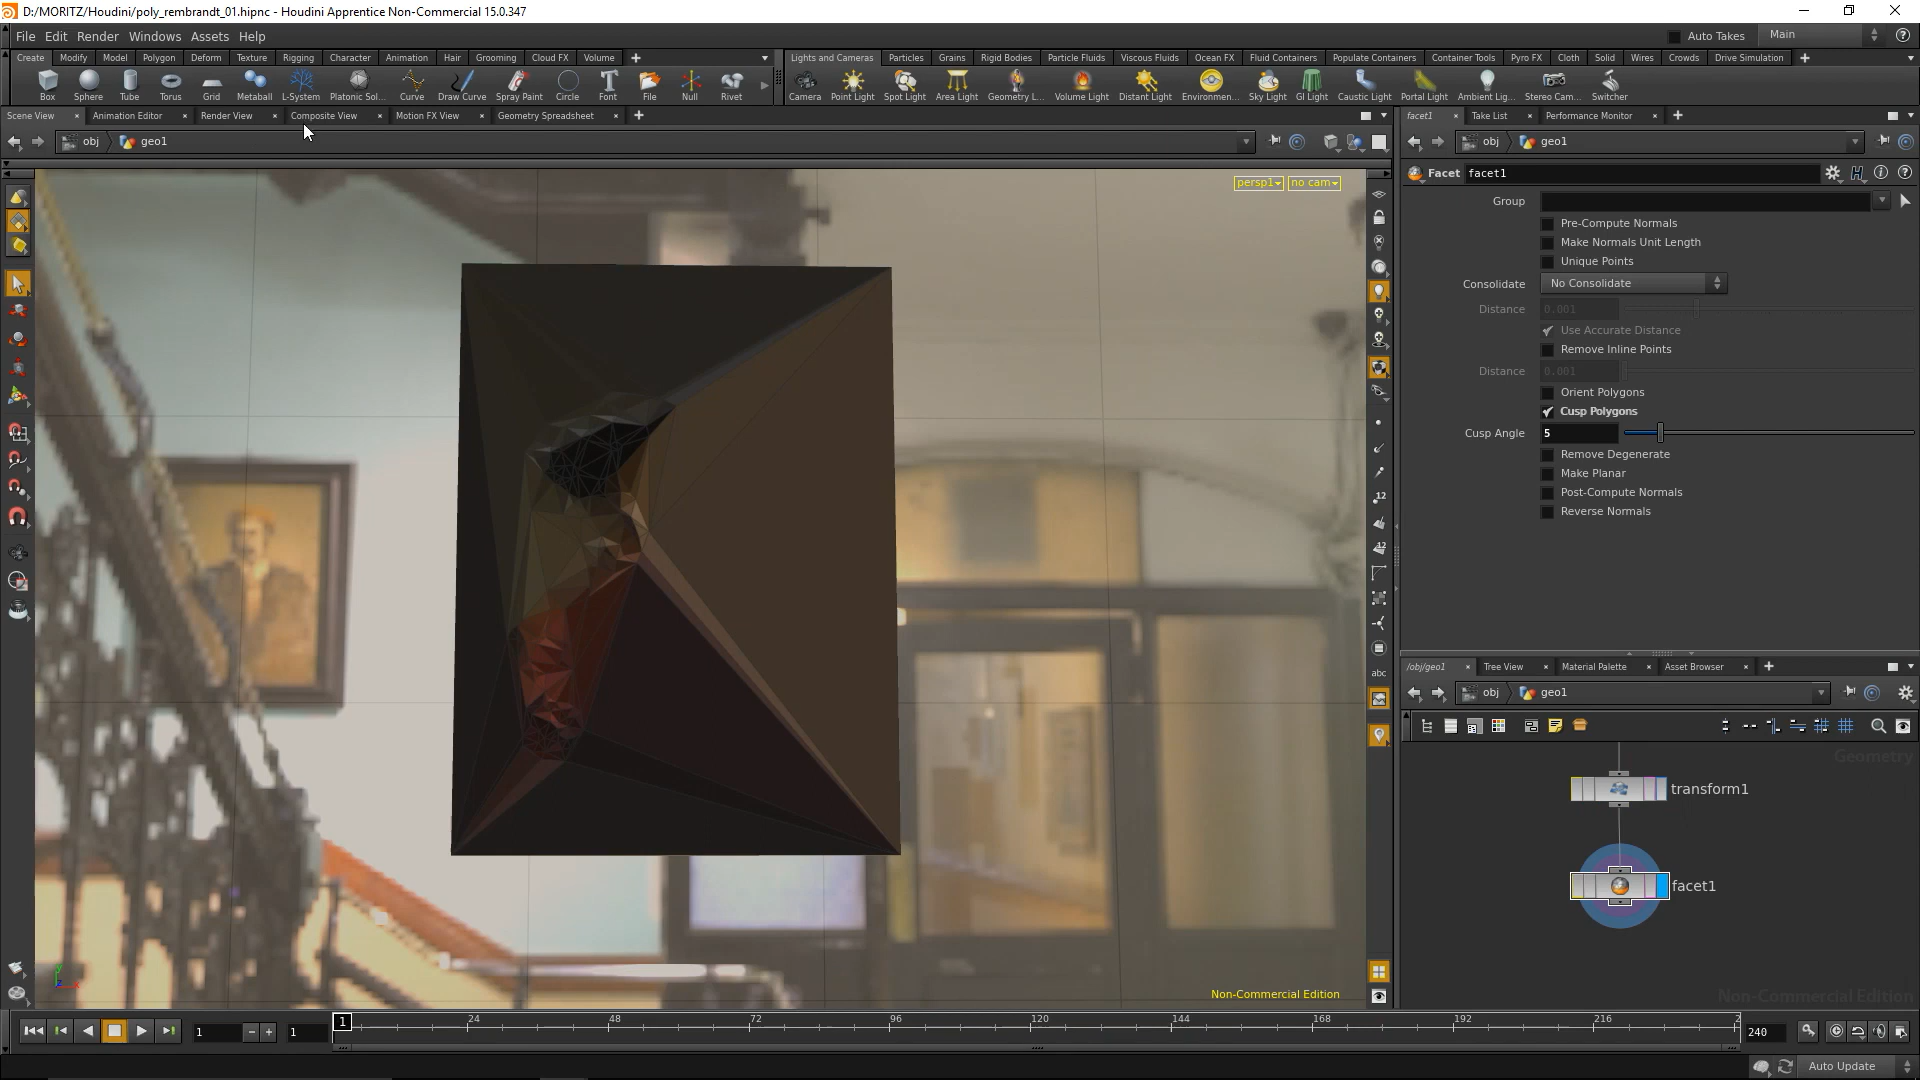 D:/MORITZ/Houdini/poly_rembrandt_01.hipnc - Houdini Apprentice Non-Commercial 15.0.347
File Edit Render Windows Assets Help
Auto Takes Main
Create Modify Model Polygon Deform Texture Rigging Character Animation Hair Grooming Cloud FX Volume
Lights and Cameras Particles Grains Rigid Bodies Particle Fluids Viscous Fluids Ocean FX Fluid Containers Populate Containers Container Tools Pyro FX Cloth Solid Wires Crowds Drive Simulation
Box Sphere Tube Torus Grid Metaball L-System Platonic Sol... Curve Draw Curve Spray Paint Circle Font File Null Rivet
Camera Point Light Spot Light Area Light Geometry L... Volume Light Distant Light Environmen... Sky Light GI Light Caustic Light Portal Light Ambient Lig... Stereo Cam... Switcher
Scene View Animation Editor Render View Composite View Motion FX View Geometry Spreadsheet
facet1 Take List Performance Monitor
obj geo1
obj geo1
persp1 no cam
Facet facet1
Group
Pre-Compute Normals
Make Normals Unit Length
Unique Points
Consolidate No Consolidate
Distance 0.001
Use Accurate Distance
Remove Inline Points
Distance 0.001
Orient Polygons
Cusp Polygons
Cusp Angle 5
Remove Degenerate
Make Planar
Post-Compute Normals
Reverse Normals
12
12
abc
/obj/geo1 Tree View Material Palette Asset Browser
obj geo1
Geometry
transform1
facet1
Non-Commercial Edition
Non-Commercial Edition
y
x
z
1 1 1 24 48 72 96 120 144 168 192 216 2 240
Auto Update